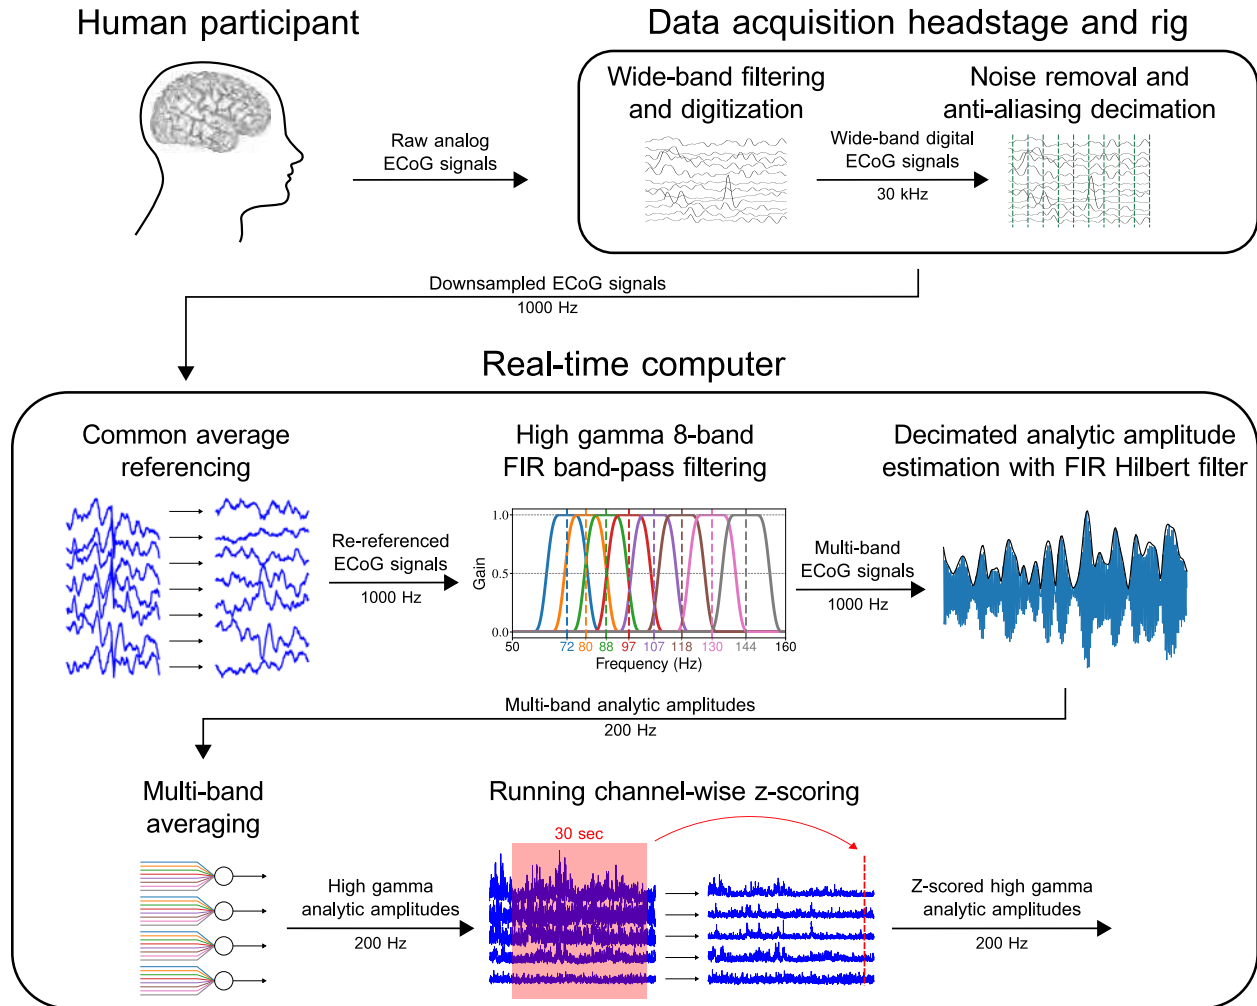 Human participant
Data acquisition headstage and rig
Wide-band filtering
and digitization
Noise removal and
anti-aliasing decimation
Raw analog
ECoG signals
Wide-band digital
ECoG signals
30 kHz
Downsampled ECoG signals
1000 Hz
Real-time computer
Common average
referencing
High gamma 8-band
FIR band-pass filtering
Decimated analytic amplitude
estimation with FIR Hilbert filter
Re-referenced
ECoG signals
1000 Hz
1.0
0.5
0.0
Gain
50 72 80 88 97 107 118 130 144 160
Frequency (Hz)
Multi-band
ECoG signals
1000 Hz
Multi-band analytic amplitudes
200 Hz
Multi-band
averaging
Running channel-wise z-scoring
30 sec
High gamma
analytic amplitudes
200 Hz
Z-scored high gamma
analytic amplitudes
200 Hz